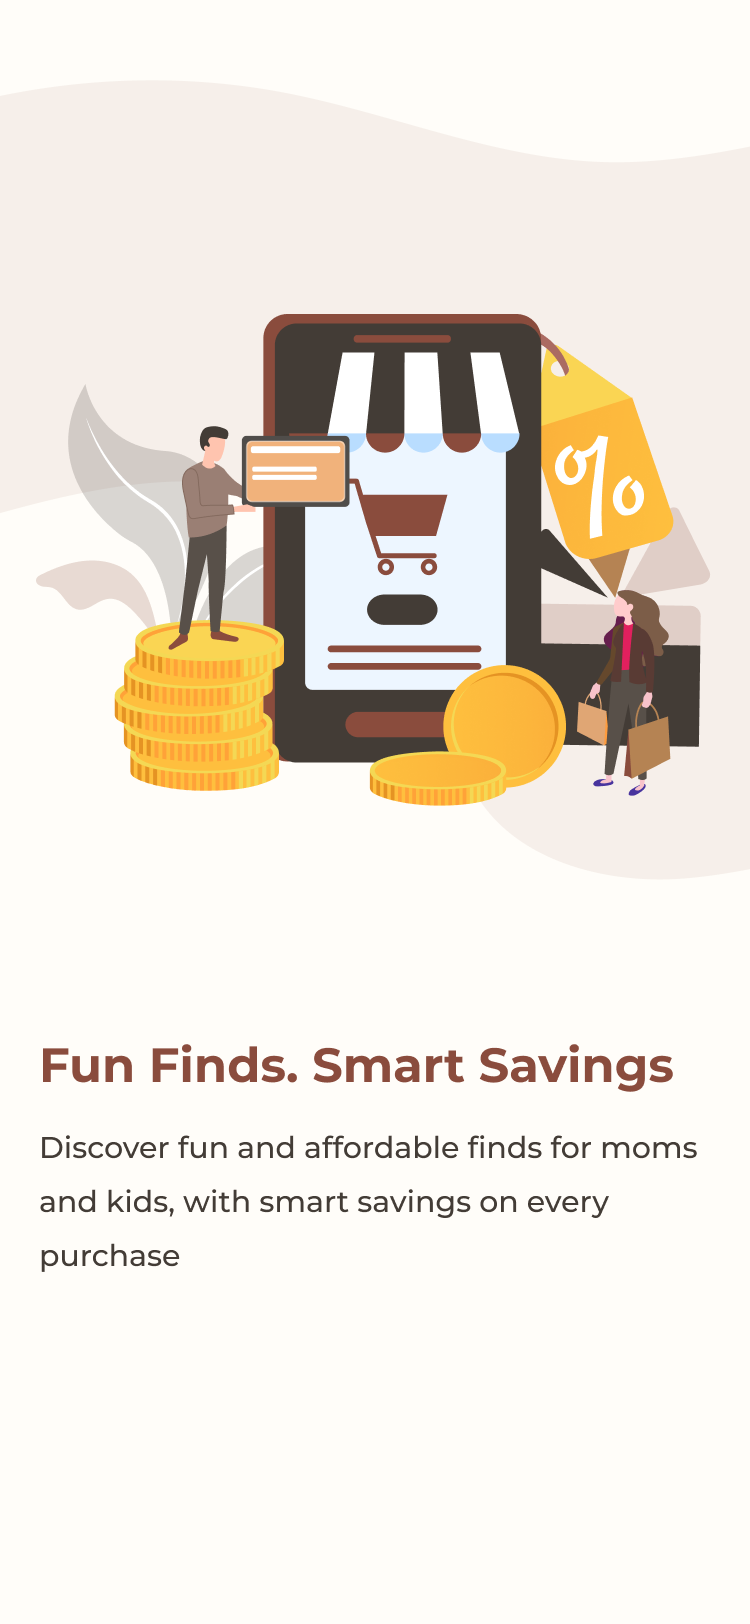 %
Fun Finds. Smart Savings
Discover fun and affordable finds for moms
and kids, with smart savings on every
purchase